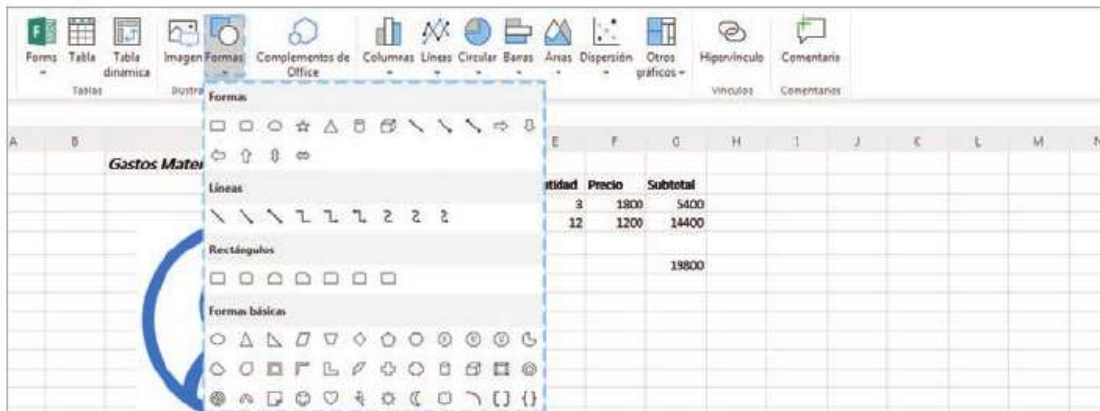 Forms Tabla Tabla dinámica Imagen Formas Complementos de Office Columnas Líneas Circular Barras Áreas Dispersión Otros gráficos Hipervínculo Comentario
Tablas Ilustra Vínculos Comentarios
Formas
A B E F G H I J K L M N
Gastos Mater
ntidad Precio Subtotal
Líneas
3 1800 5400
12 1200 14400
Rectángulos
19800
Formas básicas